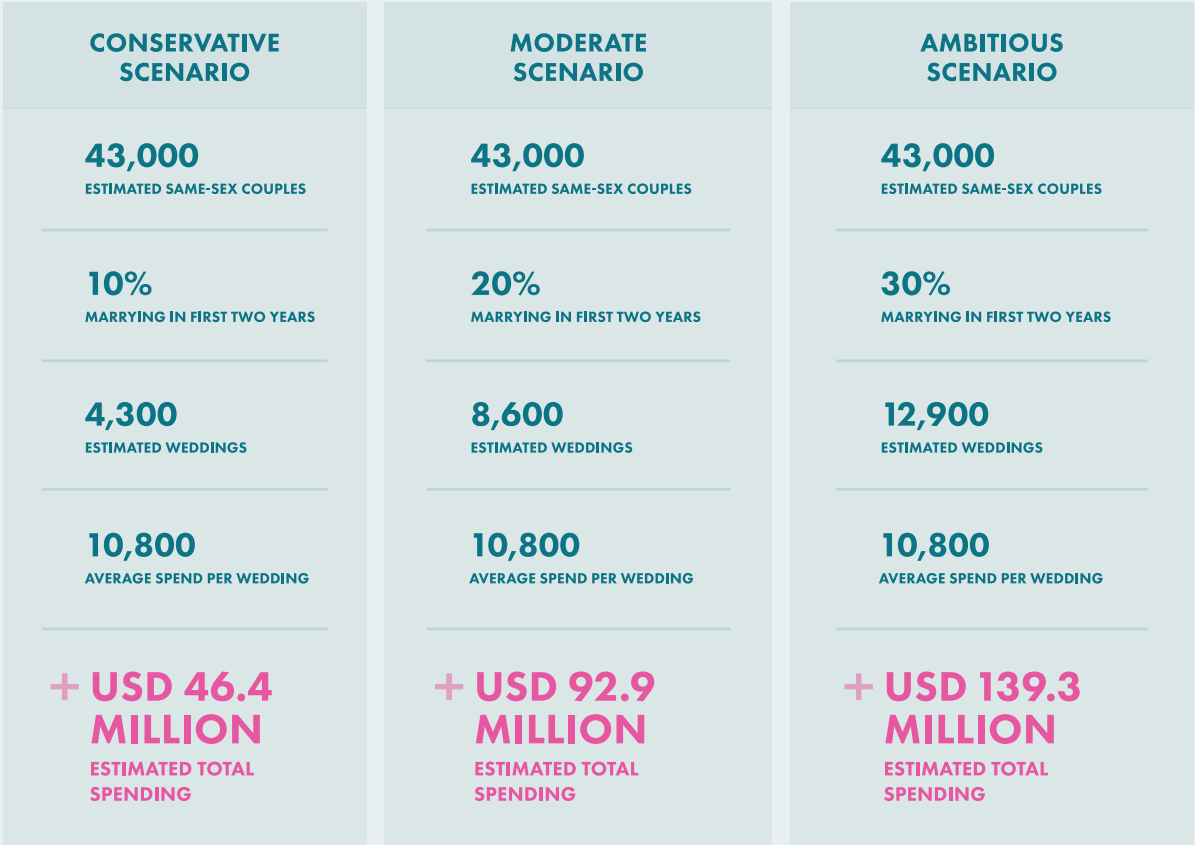 CONSERVATIVE
SCENARIO
43,000
ESTIMATED SAME-SEX COUPLES
10%
MARRYING IN FIRST TWO YEARS
4,300
ESTIMATED WEDDINGS
10,800
AVERAGE SPEND PER WEDDING
+ USD 46.4
MILLION
ESTIMATED TOTAL
SPENDING
MODERATE
SCENARIO
43,000
ESTIMATED SAME-SEX COUPLES
20%
MARRYING IN FIRST TWO YEARS
8,600
ESTIMATED WEDDINGS
10,800
AVERAGE SPEND PER WEDDING
+ USD 92.9
MILLION
ESTIMATED TOTAL
SPENDING
AMBITIOUS
SCENARIO
43,000
ESTIMATED SAME-SEX COUPLES
30%
MARRYING IN FIRST TWO YEARS
12,900
ESTIMATED WEDDINGS
10,800
AVERAGE SPEND PER WEDDING
+ USD 139.3
MILLION
ESTIMATED TOTAL
SPENDING